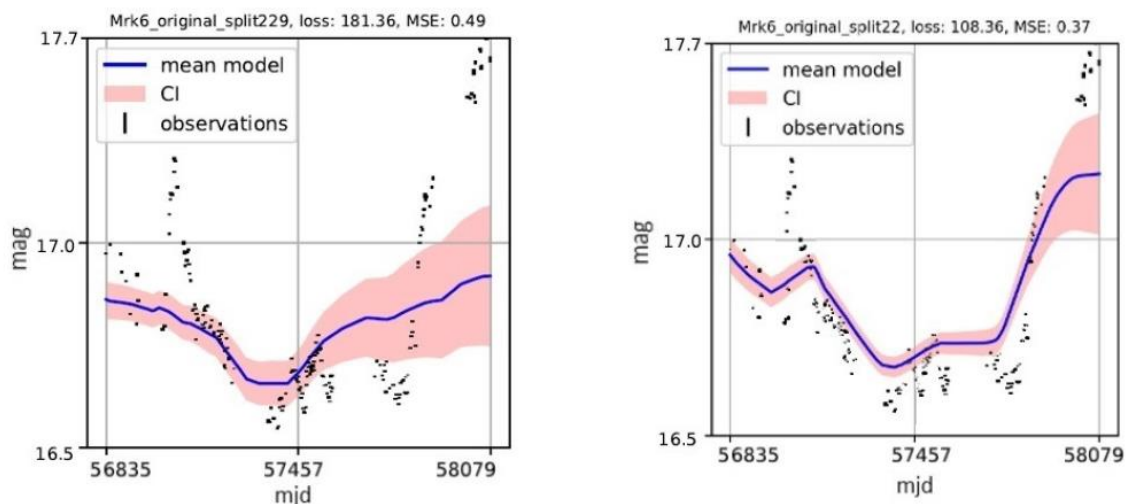 Mrk6_original_split229, loss: 181.36, MSE: 0.49
17.7
mean model
CI
observations
mag
17.0
16.5
56835
57457
58079
mjd
Mrk6_original_split22, loss: 108.36, MSE: 0.37
17.7
mean model
CI
observations
mag
17.0
16.5
56835
57457
58079
mjd